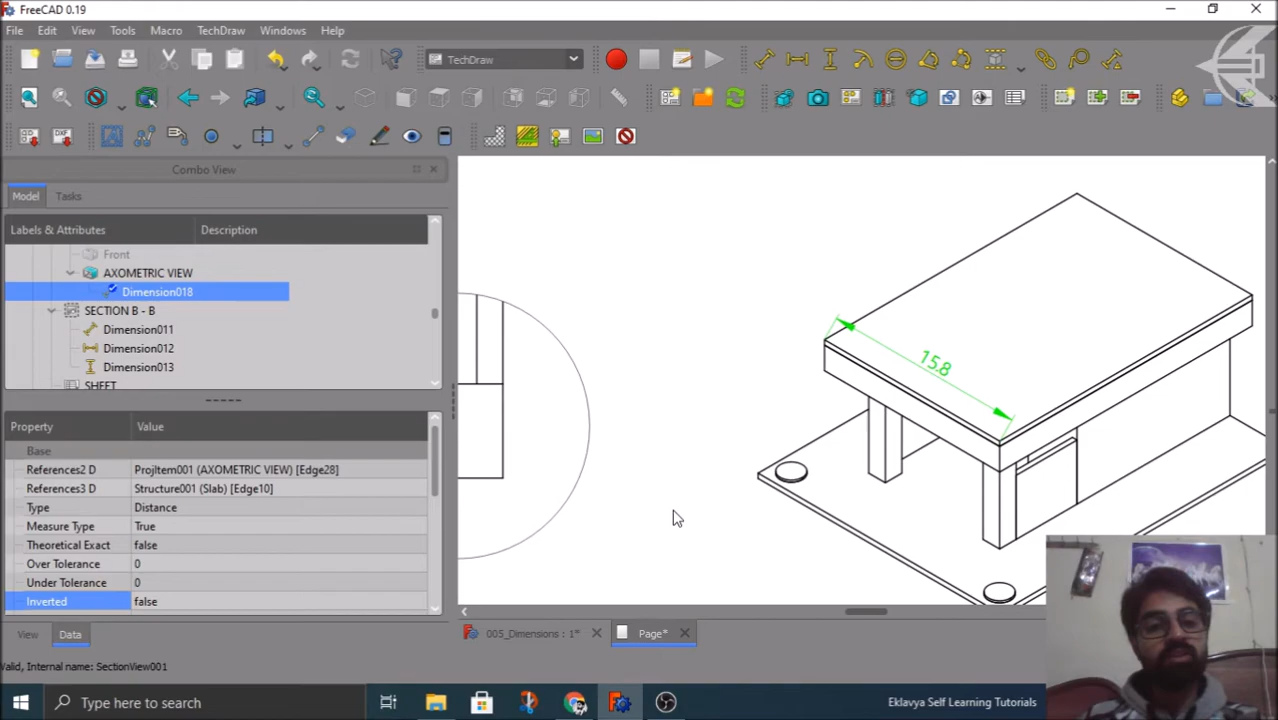 FreeCAD 0.19
File Edit View Tools Macro TechDraw Windows Help
TechDraw
Combo View
Model Tasks
Labels & Attributes Description
Front
AXOMETRIC VIEW
Dimension018
SECTION B - B
Dimension011
Dimension012
Dimension013
SHEET
Property Value
Base
References2 D ProjItem001 (AXOMETRIC VIEW) [Edge28]
References3 D Structure001 (Slab) [Edge10]
Type Distance
Measure Type True
Theoretical Exact false
Over Tolerance 0
Under Tolerance 0
Inverted false
View Data
15.8
005_Dimensions : 1*
Page*
Valid, Internal name: SectionView001
Type here to search
Eklavya Self Learning Tutorials